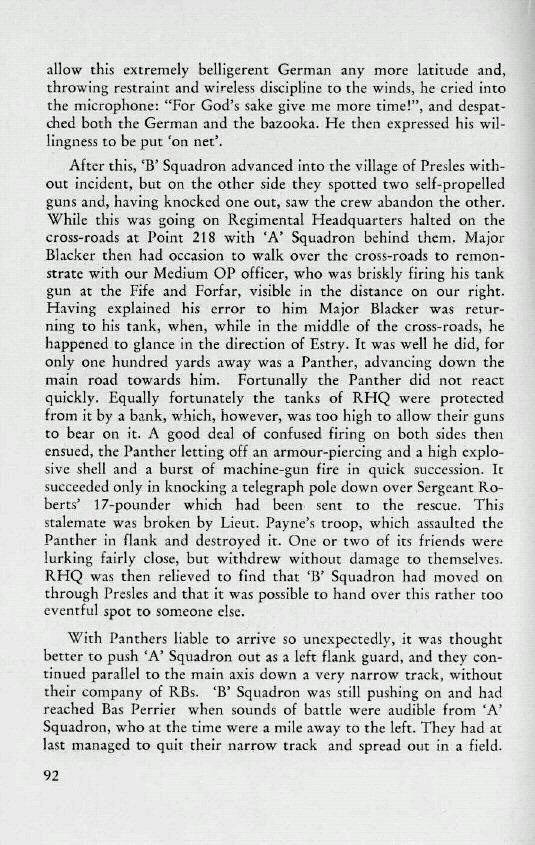 allow this extremely belligerent German any more latitude and,
throwing restraint and wireless discipline to the winds, he cried into
the microphone: “For God’s sake give me more time!”, and despat-
ched both the German and the bazooka. He then expressed his wil-
lingness to be put ‘on net’.
After this, ‘B’ Squadron advanced into the village of Presles with-
out incident, but on the other side they spotted two self-propelled
guns and, having knocked one out, saw the crew abandon the other.
While this was going on Regimental Headquarters halted on the
cross-roads at Point 218 with ‘A’ Squadron behind them. Major
Blacker then had occasion to walk over the cross-roads to remon-
strate with our Medium OP officer, who was briskly firing his tank
gun at the Fife and Forfar, visible in the distance on our right.
Having explained his error to him Major Blacker was retur-
ning to his tank, when, while in the middle of the cross-roads, he
happened to glance in the direction of Estry. It was well he did, for
only one hundred yards away was a Panther, advancing down the
main road towards him. Fortunally the Panther did not react
quickly. Equally fortunately the tanks of RHQ were protected
from it by a bank, which, however, was too high to allow their guns
to bear on it. A good deal of confused firing on both sides then
ensued, the Panther letting off an armour-piercing and a high explo-
sive shell and a burst of machine-gun fire in quick succession. It
succeeded only in knocking a telegraph pole down over Sergeant Ro-
berts’ 17-pounder which had been sent to the rescue. This
stalemate was broken by Lieut. Payne’s troop, which assaulted the
Panther in flank and destroyed it. One or two of its friends were
lurking fairly close, but withdrew without damage to themselves.
RHQ was then relieved to find that ‘B’ Squadron had moved on
through Presles and that it was possible to hand over this rather too
eventful spot to someone else.
With Panthers liable to arrive so unexpectedly, it was thought
better to push ‘A’ Squadron out as a left flank guard, and they con-
tinued parallel to the main axis down a very narrow track, without
their company of RBs. ‘B’ Squadron was still pushing on and had
reached Bas Perrier when sounds of battle were audible from ‘A’
Squadron, who at the time were a mile away to the left. They had at
last managed to quit their narrow track and spread out in a field.
92